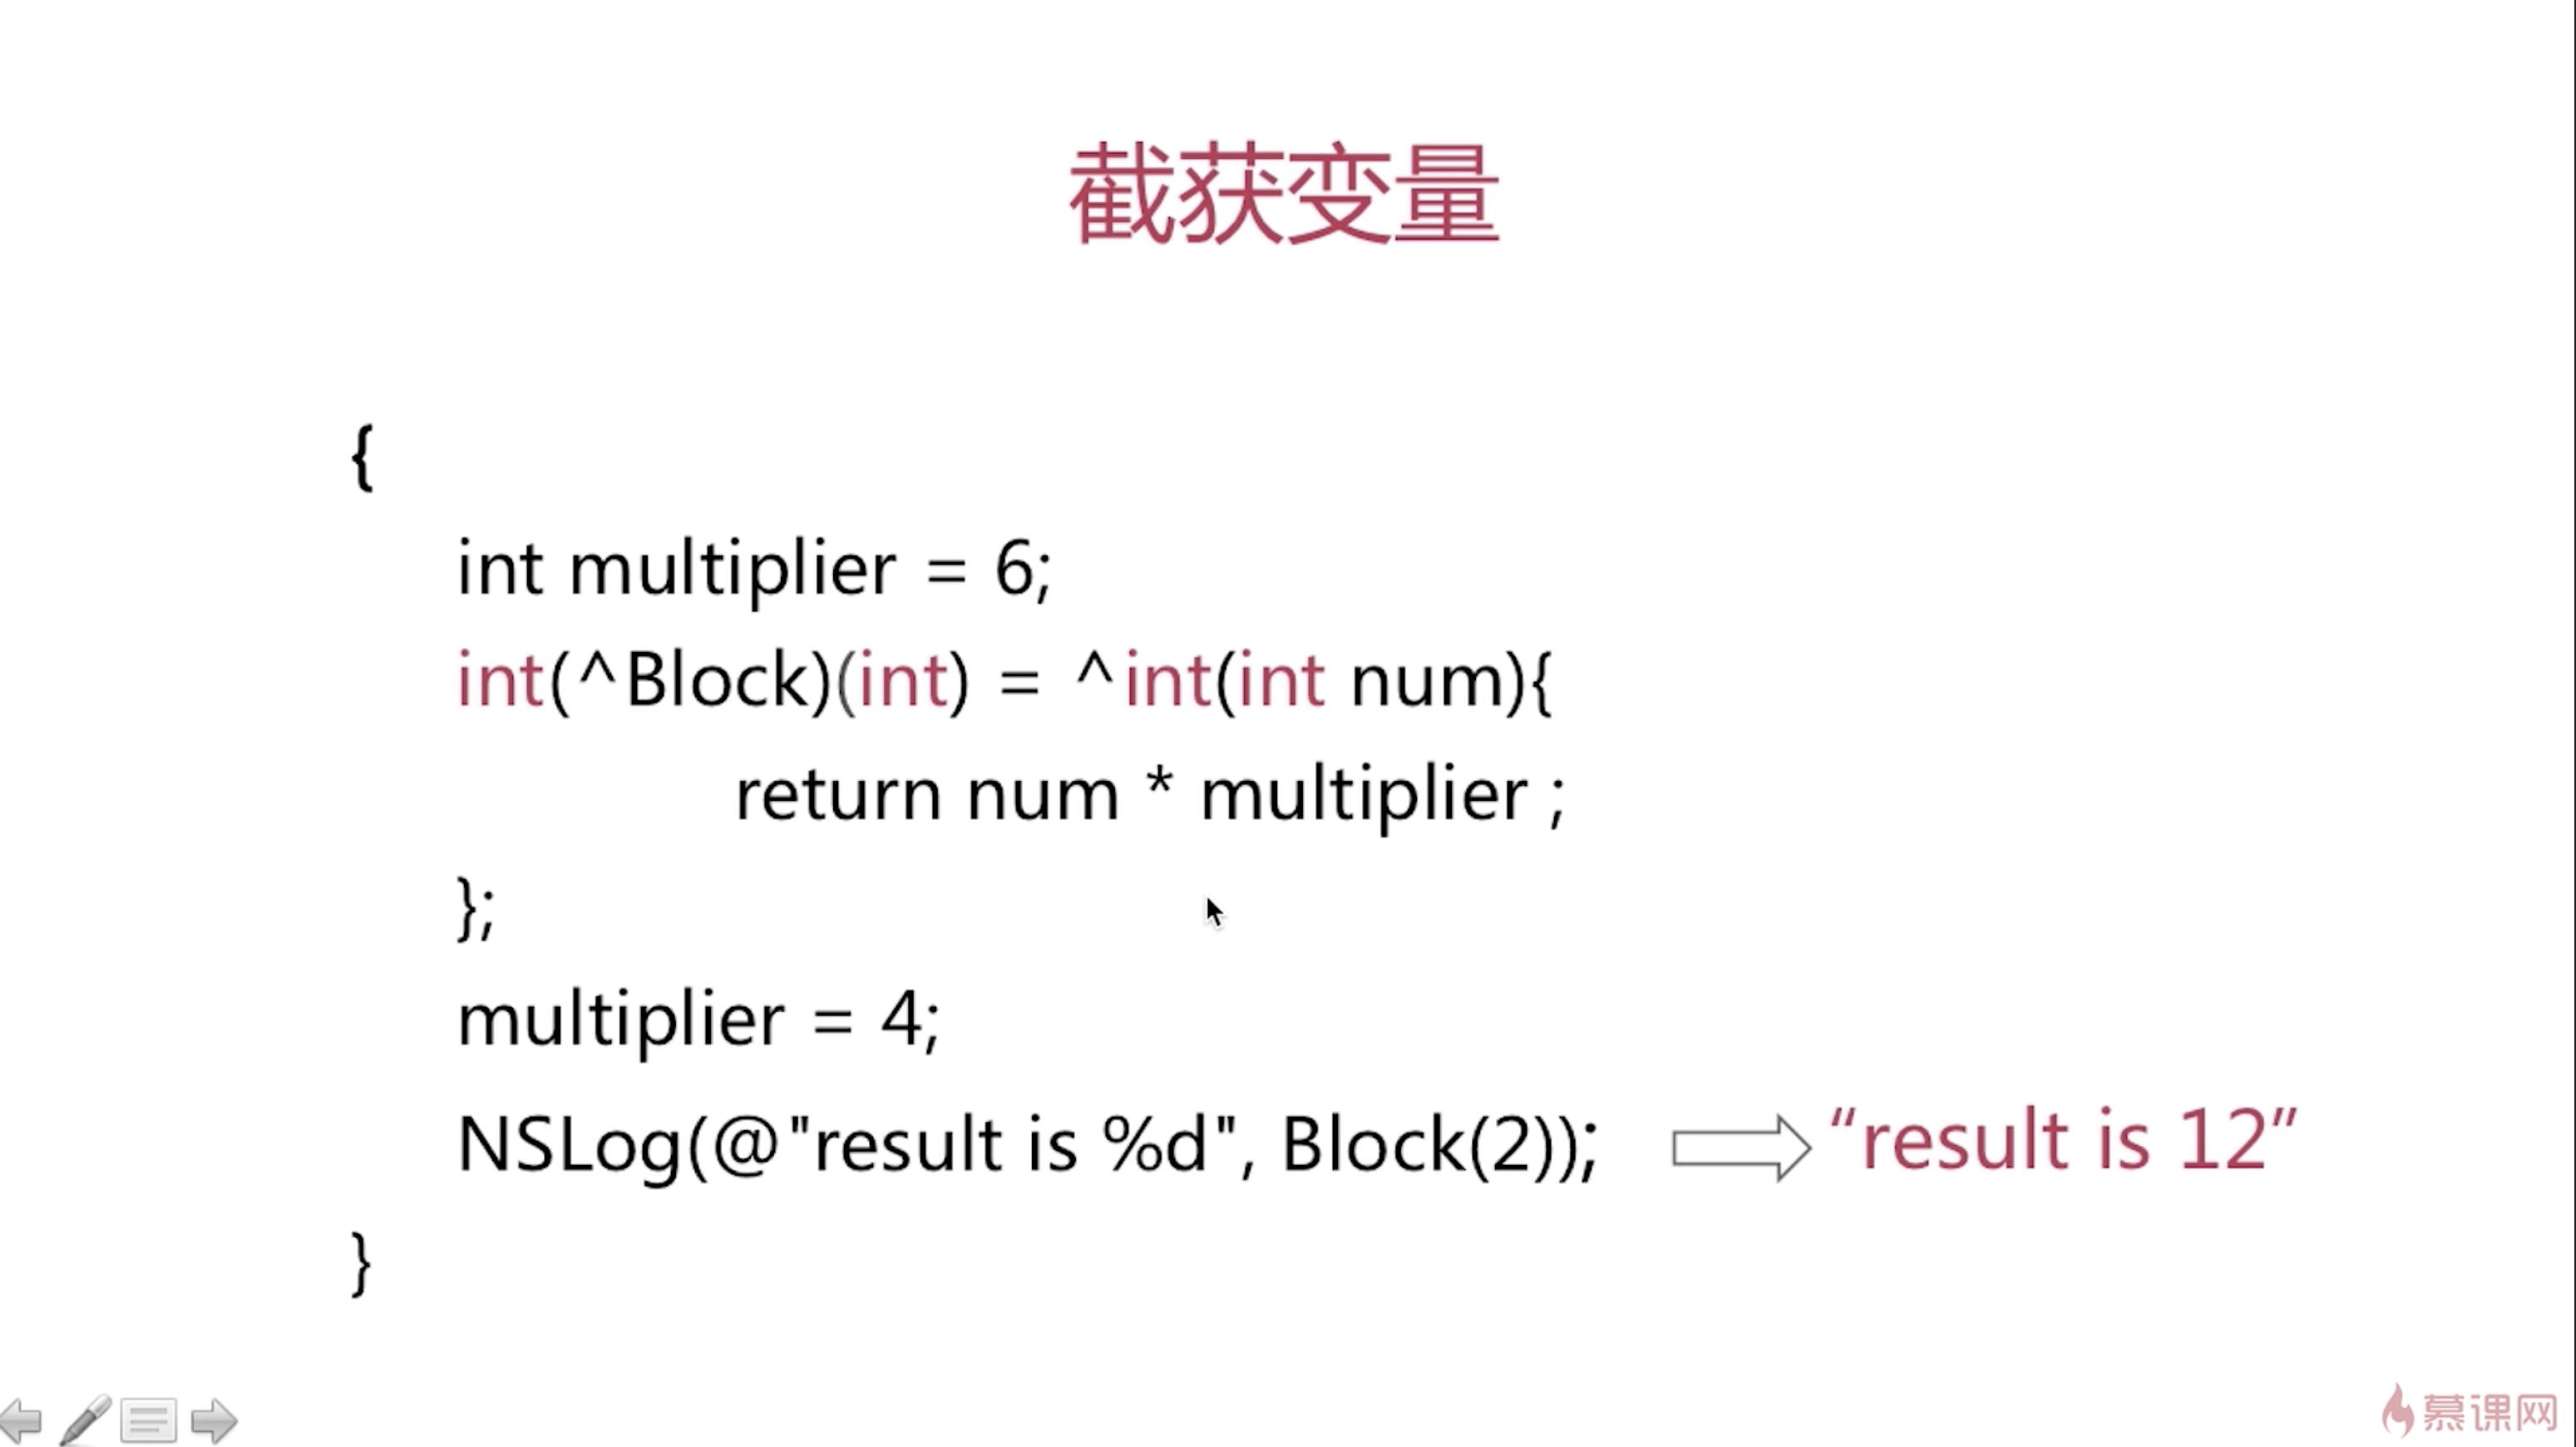 截获变量
{
int multiplier = 6;
int(^Block)(int) = ^int(int num){
return num * multiplier ;
};
multiplier = 4;
NSLog(@"result is %d", Block(2)); “result is 12”
}
慕课网